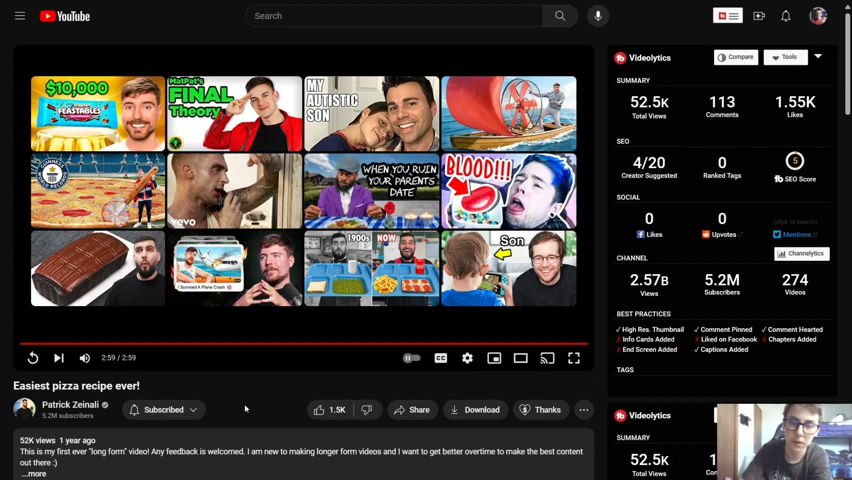 YouTube
Search
$10,000
FEASTABLES
MatPat's
FINAL
Theory
MY
AUTISTIC
SON
GUINNESS
WORLD RECORD
vevo
WHEN YOU RUIN
YOUR PARENTS
DATE
BLOOD!!!
I Survived A Plane Crash
1900s
NOW
Son
2:59 / 2:59
CC
Easiest pizza recipe ever!
Patrick Zeinali
5.2M subscribers
Subscribed
1.5K
Share
Download
Thanks
52K views 1 year ago
This is my first ever "long form" video! Any feedback is welcomed. I am new to making longer form videos and I want to get better overtime to make the best content
out there :)
...more
tb Videolytics
Compare
Tools
SUMMARY
52.5K 113 1.55K
Total Views Comments Likes
SEO
4/20 0 5
Creator Suggested Ranked Tags tb SEO Score
SOCIAL
0 0 (click to search)
Likes Upvotes Mentions
CHANNEL
Channelytics
2.57B 5.2M 274
Views Subscribers Videos
BEST PRACTICES
✓ High Res. Thumbnail ✓ Comment Pinned ✓ Comment Hearted
✗ Info Cards Added ✗ Liked on Facebook ✗ Chapters Added
✗ End Screen Added ✓ Captions Added
TAGS
tb Videolytics
SUMMARY
52.5K
Total Views